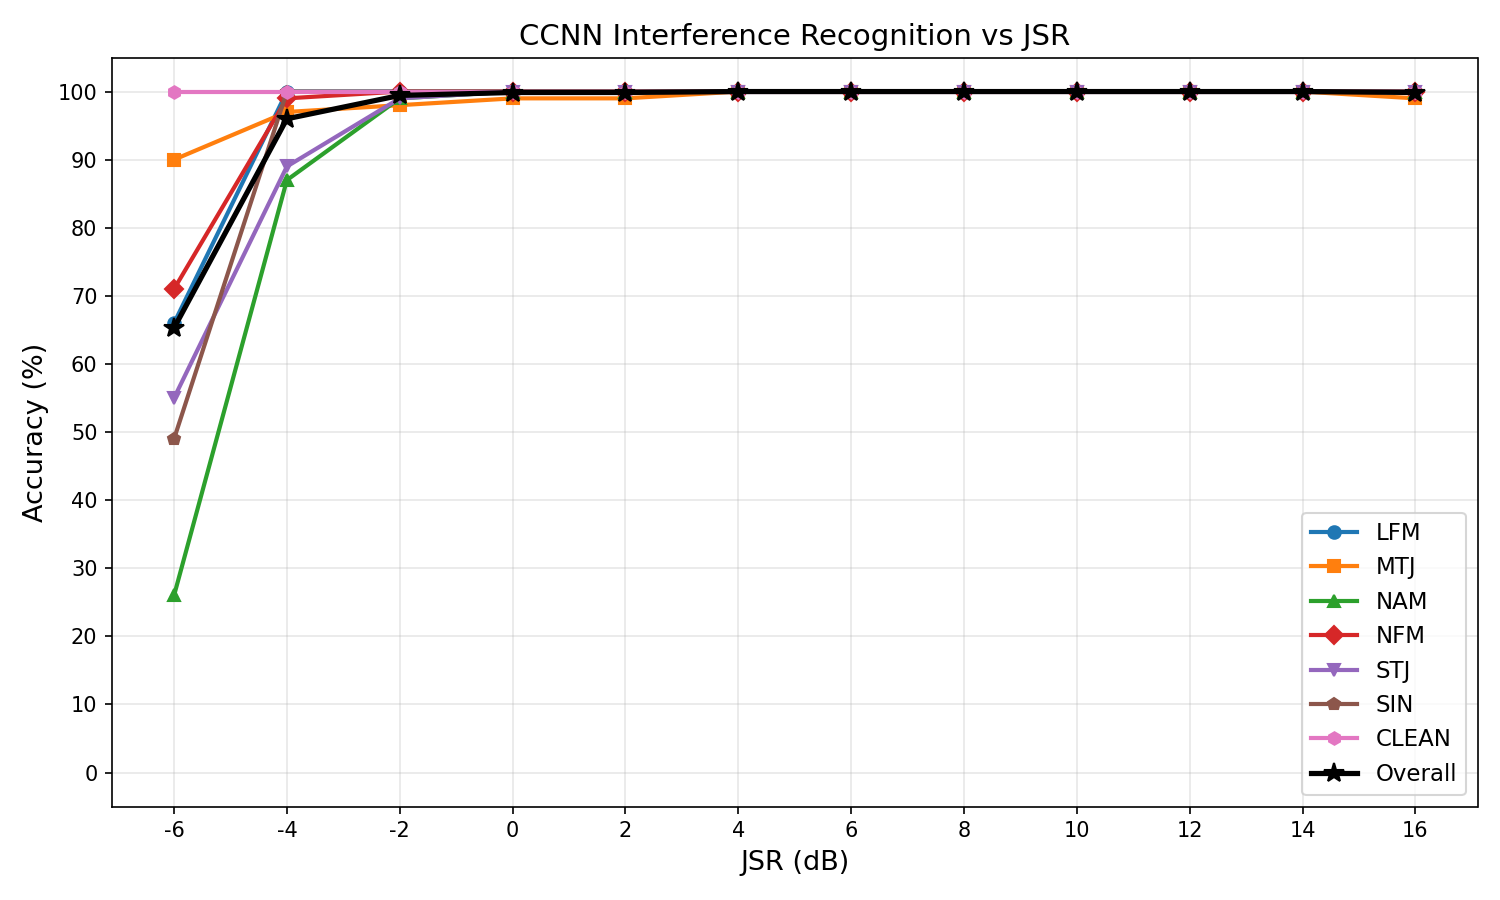 CCNN Interference Recognition vs JSR
Accuracy (%)
100
90
80
70
60
50
40
30
20
10
0
LFM
MTJ
NAM
NFM
STJ
SIN
CLEAN
Overall
-6 -4 -2 0 2 4 6 8 10 12 14 16
JSR (dB)